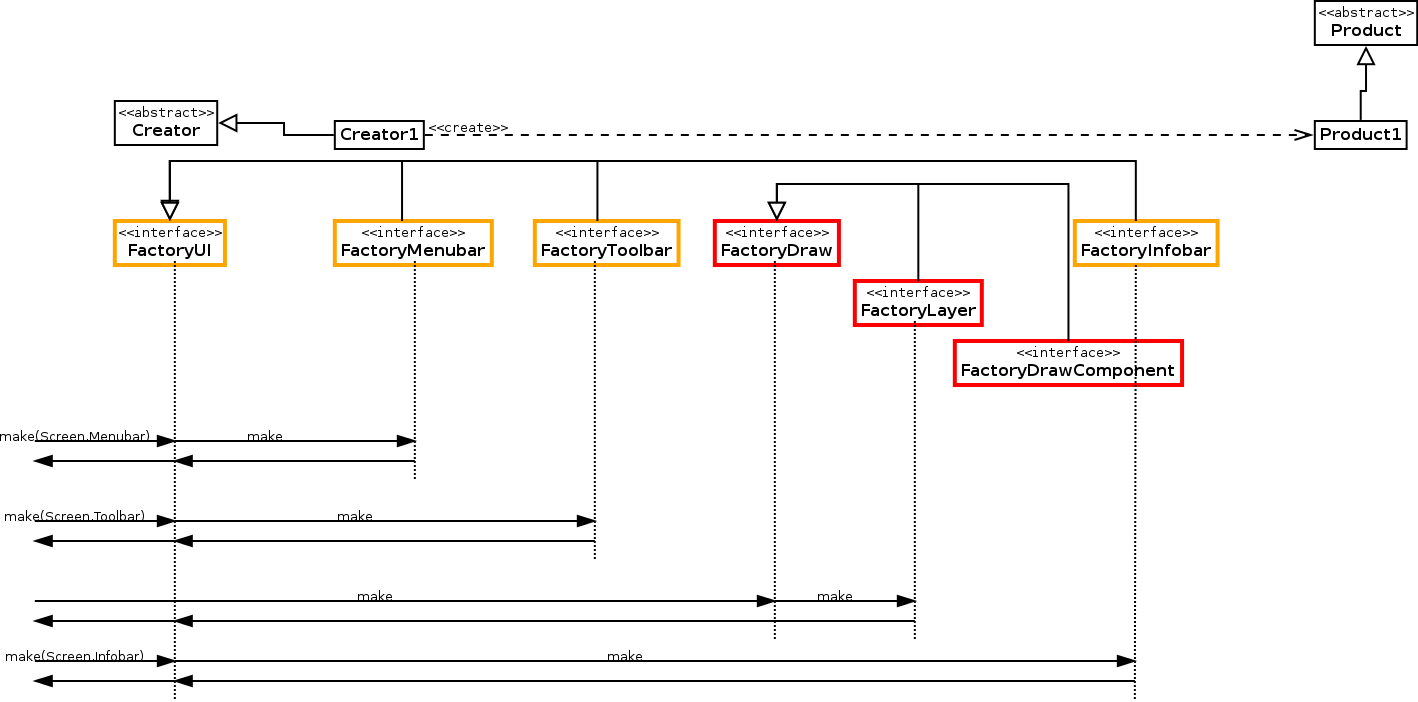 <<abstract>>
Product
<<abstract>>
Creator
Creator1
<<create>>
Product1
<<interface>>
FactoryUI
<<interface>>
FactoryMenubar
<<interface>>
FactoryToolbar
<<interface>>
FactoryDraw
<<interface>>
FactoryInfobar
<<interface>>
FactoryLayer
<<interface>>
FactoryDrawComponent
make(Screen.Menubar)
make
make(Screen.Toolbar)
make
make
make
make(Screen.Infobar)
make